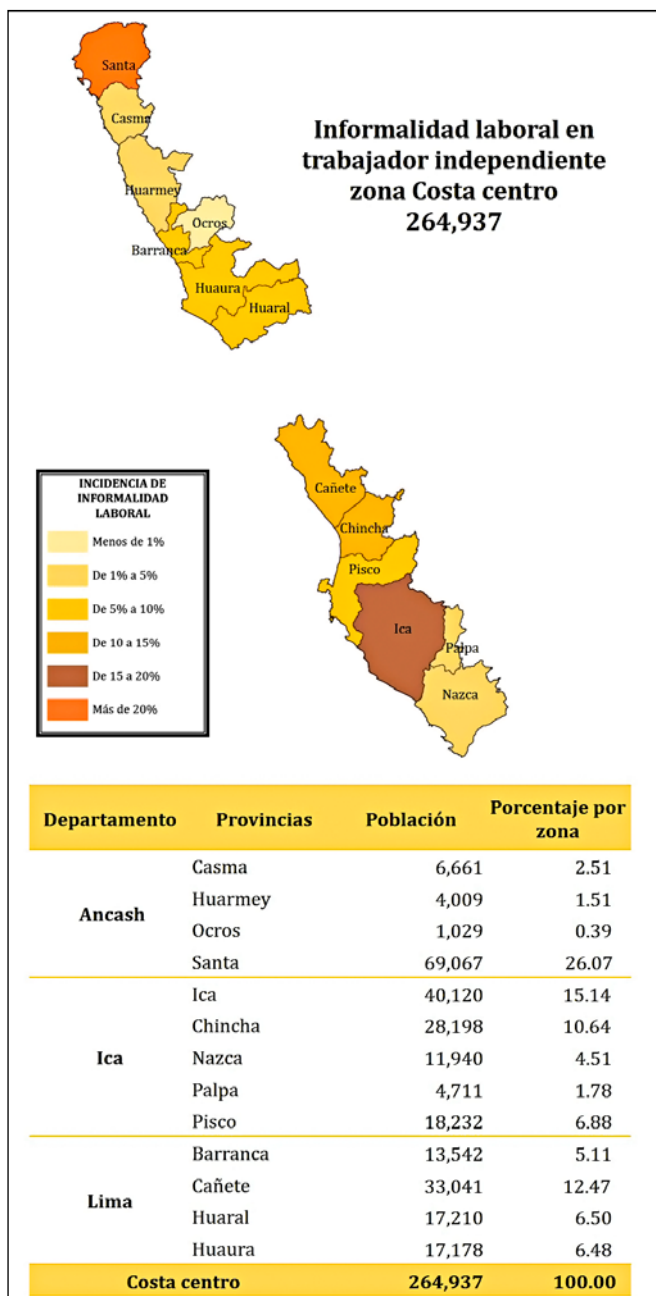 Santa
Casma
Huarmey
Ocros
Barranca
Huaura
Huaral
Informalidad laboral en
trabajador independiente
zona Costa centro
264,937
Cañete
Chincha
Pisco
Ica
Palpa
Nazca
INCIDENCIA DE
INFORMALIDAD
LABORAL
Menos de 1%
De 1% a 5%
De 5% a 10%
De 10 a 15%
De 15 a 20%
Más de 20%
Departamento Provincias Población Porcentaje por zona
Ancash
Casma 6,661 2.51
Huarmey 4,009 1.51
Ocros 1,029 0.39
Santa 69,067 26.07
Ica
Ica 40,120 15.14
Chincha 28,198 10.64
Nazca 11,940 4.51
Palpa 4,711 1.78
Pisco 18,232 6.88
Lima
Barranca 13,542 5.11
Cañete 33,041 12.47
Huaral 17,210 6.50
Huaura 17,178 6.48
Costa centro 264,937 100.00